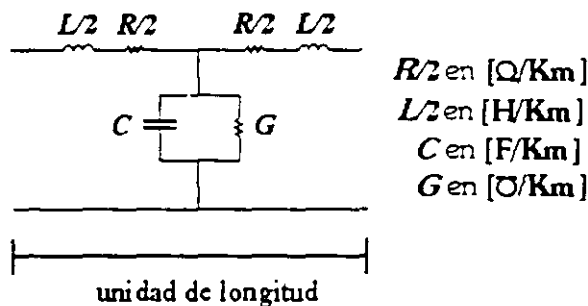 L/2 R/2 R/2 L/2
C G
R/2 en [Ω/Km]
L/2 en [H/Km]
C en [F/Km]
G en [℧/Km]
unidad de longitud